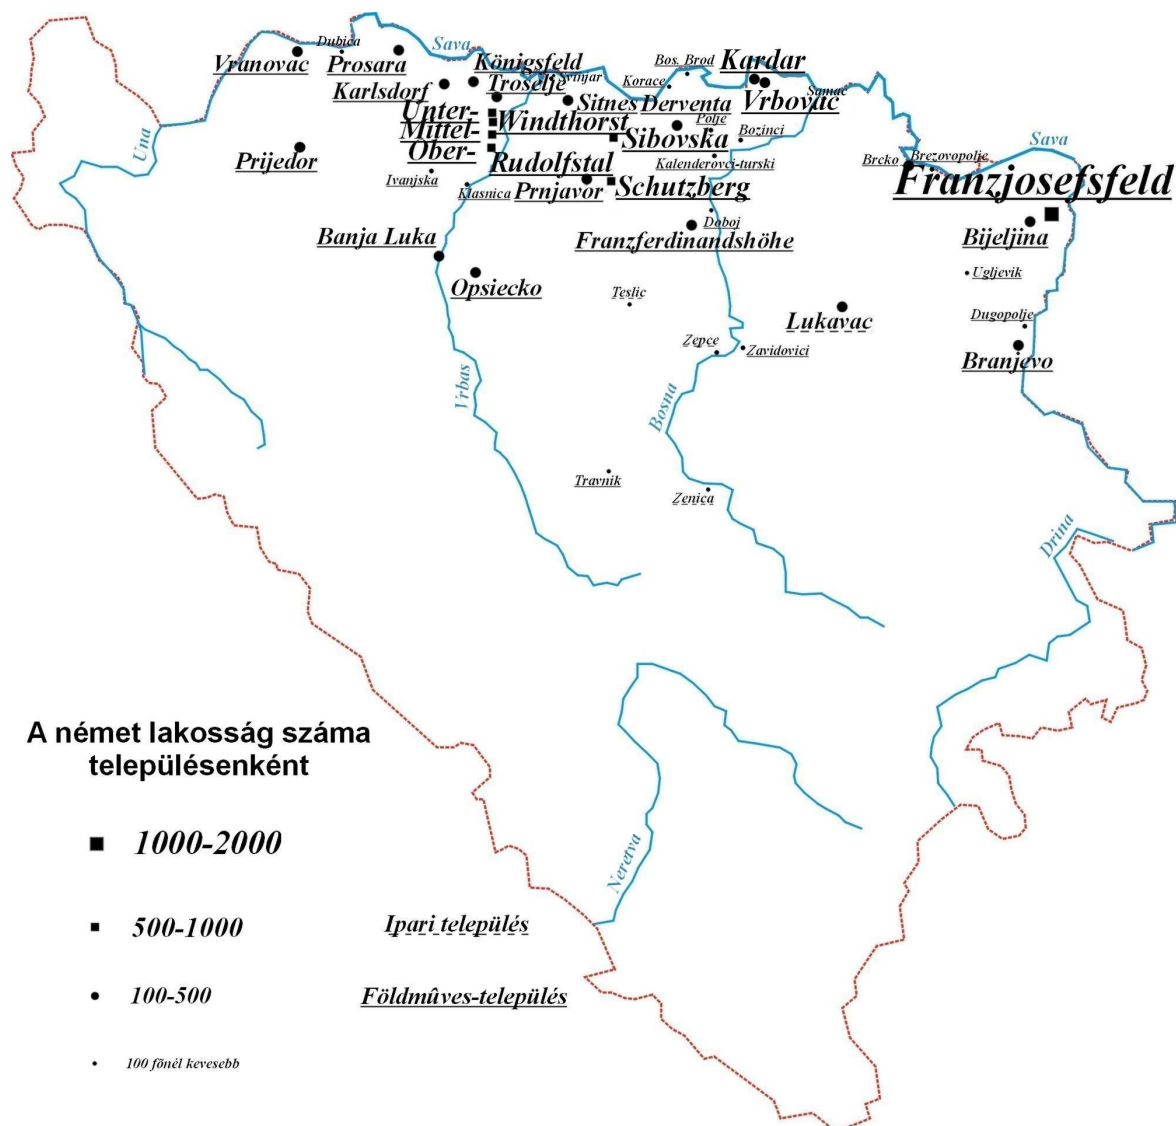 Dubica
Sava
Vranovac
Prosara
Königsfeld
Svinjar
Bos. Brod
Kardar
Karlsdorf
Troselje
Korace
Samac
Unter-
Sitnes
Derventa
Vrbovac
Mittel-
Windthorst
Polje
Una
Ober-
Sibovska
Bozinci
Sava
Prijedor
Rudolfstal
Kalenderovci-turski
Brcko
Brezovopolje
Ivanjska
Klasnica
Prnjavor
Schutzberg
Franzjosefsfeld
Doboj
Banja Luka
Franzferdinandshöhe
Bijeljina
Opsiecko
Ugljevik
Teslic
Lukavac
Dugopolje
Zepce
Zavidovici
Branjevo
Vrbas
Bosna
Travnik
Zenica
Drina
A német lakosság száma
településenként
1000-2000
Neretva
500-1000
Ipari település
100-500
Földmûves-település
100 fõnél kevesebb